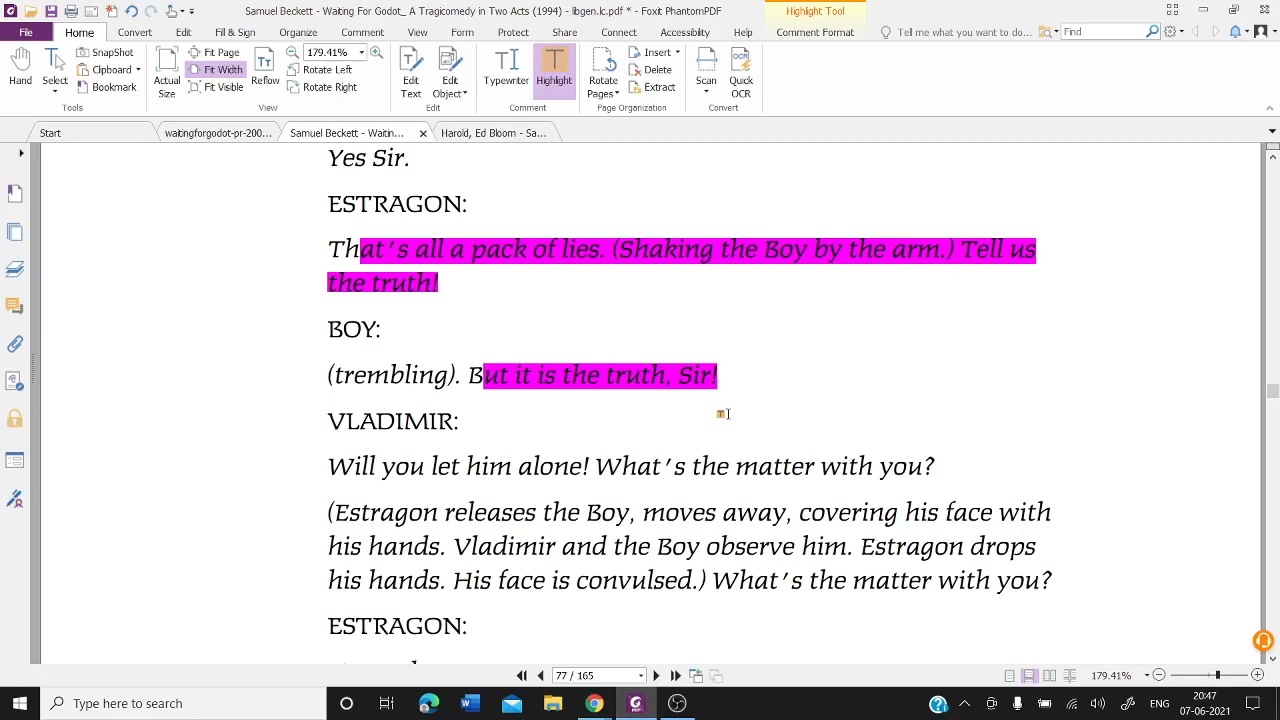 Samuel Beckett - Waiting For Godot_ A Tragicomedy in Two Acts (1994) _ libgen.lc.pdf * - Foxit PhantomPDF
Highlight Tool
File Home Convert Edit Fill & Sign Organize Comment View Form Protect Share Connect Accessibility Help Comment Format
Tell me what you want to do... Find
SnapShot Fit Page 179.41% Insert
Clipboard Fit Width Rotate Left Delete
Bookmark Fit Visible Rotate Right Extract
Hand Select Actual Size Reflow Edit Text Edit Object Typewriter Highlight Rotate Pages Scan Quick OCR
Tools View Edit Comment Page Organization Convert
Start waitingforgodot-pr-200... Samuel Beckett - Waitin... Harold, Ed Bloom - Sa...
Yes Sir.
ESTRAGON:
That's all a pack of lies. (Shaking the Boy by the arm.) Tell us
the truth!
BOY:
(trembling). But it is the truth, Sir!
VLADIMIR:
Will you let him alone! What's the matter with you?
(Estragon releases the Boy, moves away, covering his face with
his hands. Vladimir and the Boy observe him. Estragon drops
his hands. His face is convulsed.) What's the matter with you?
ESTRAGON:
77 / 165 179.41%
Type here to search
ENG 20:47
07-06-2021